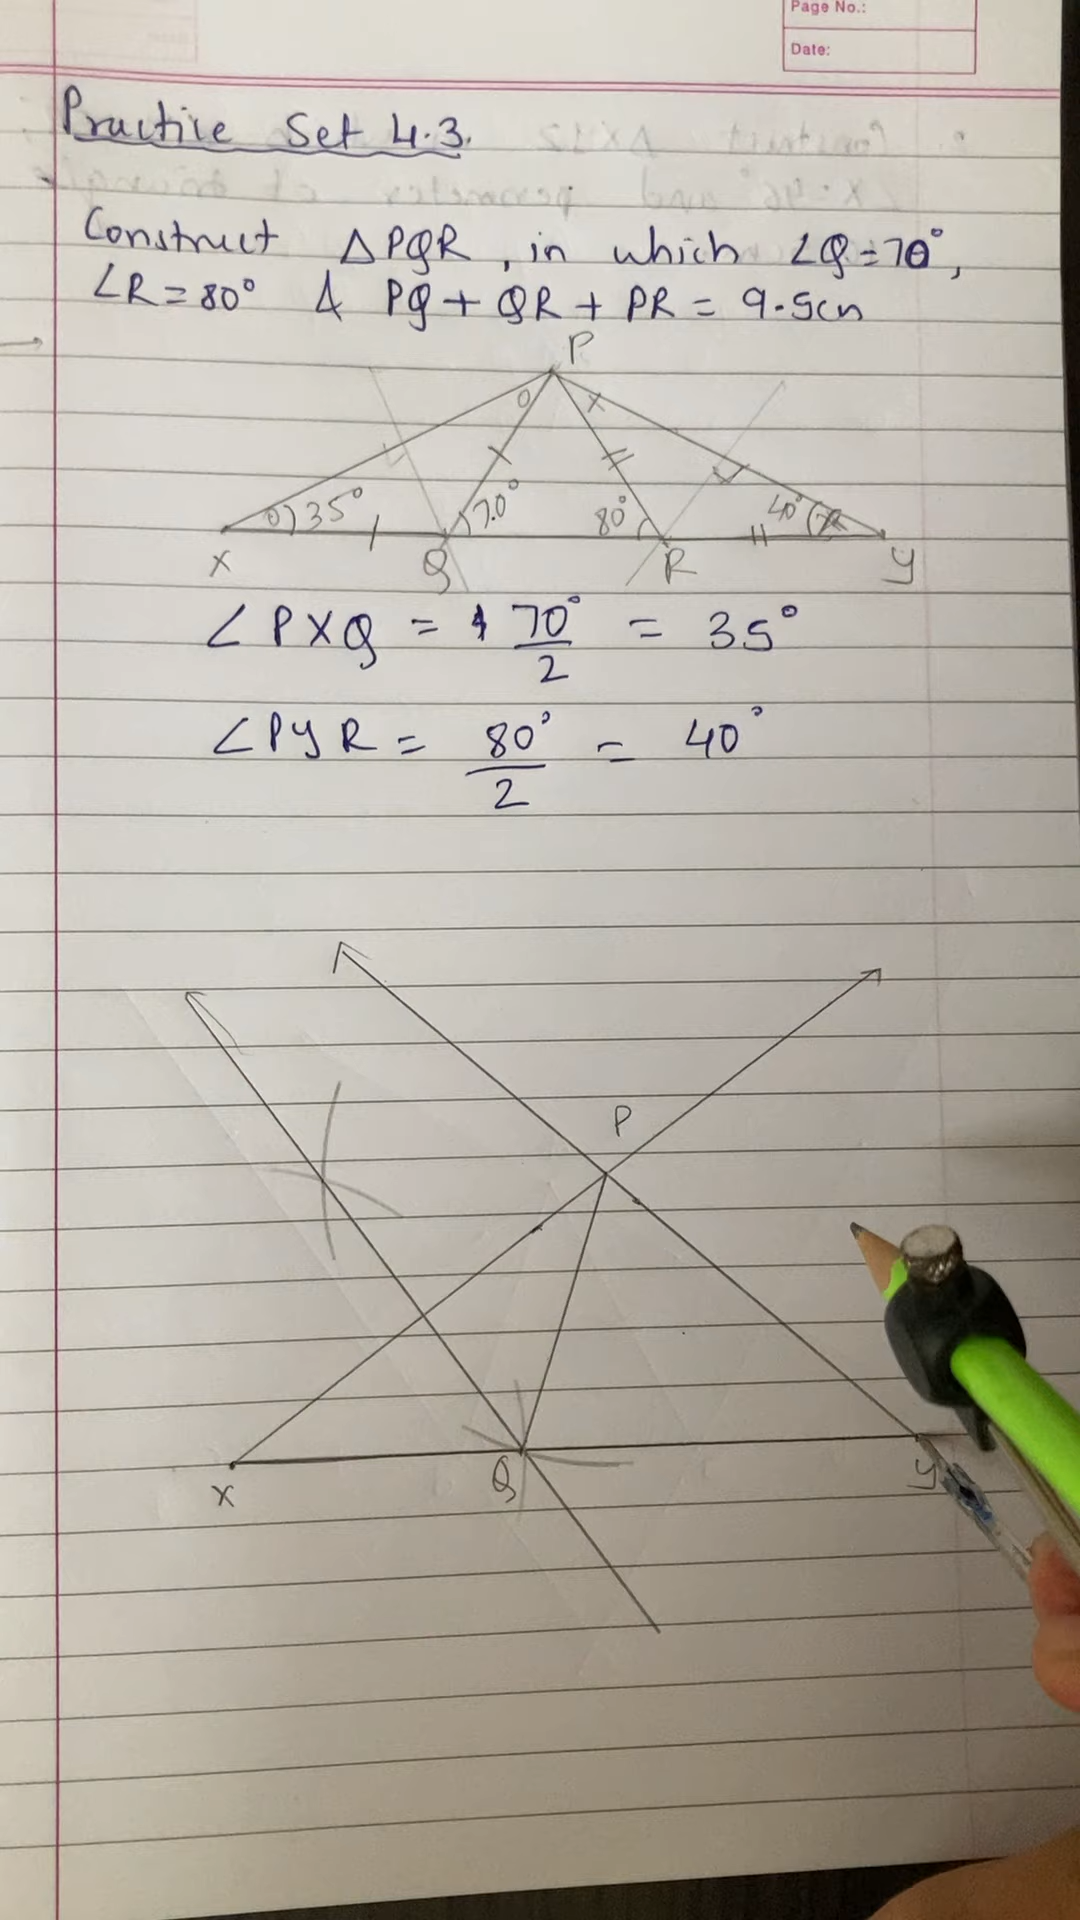 Page No.:
Date:
Practice Set 4.3.
Construct △PQR, in which ∠Q=70°,
∠R=80° & PQ + QR + PR = 9.5cm
P
o x
o 35° 70° 80° 40° x
x Q R y
∠PXQ = 70°/2 = 35°
∠PYR = 80°/2 = 40°
P
x Q y